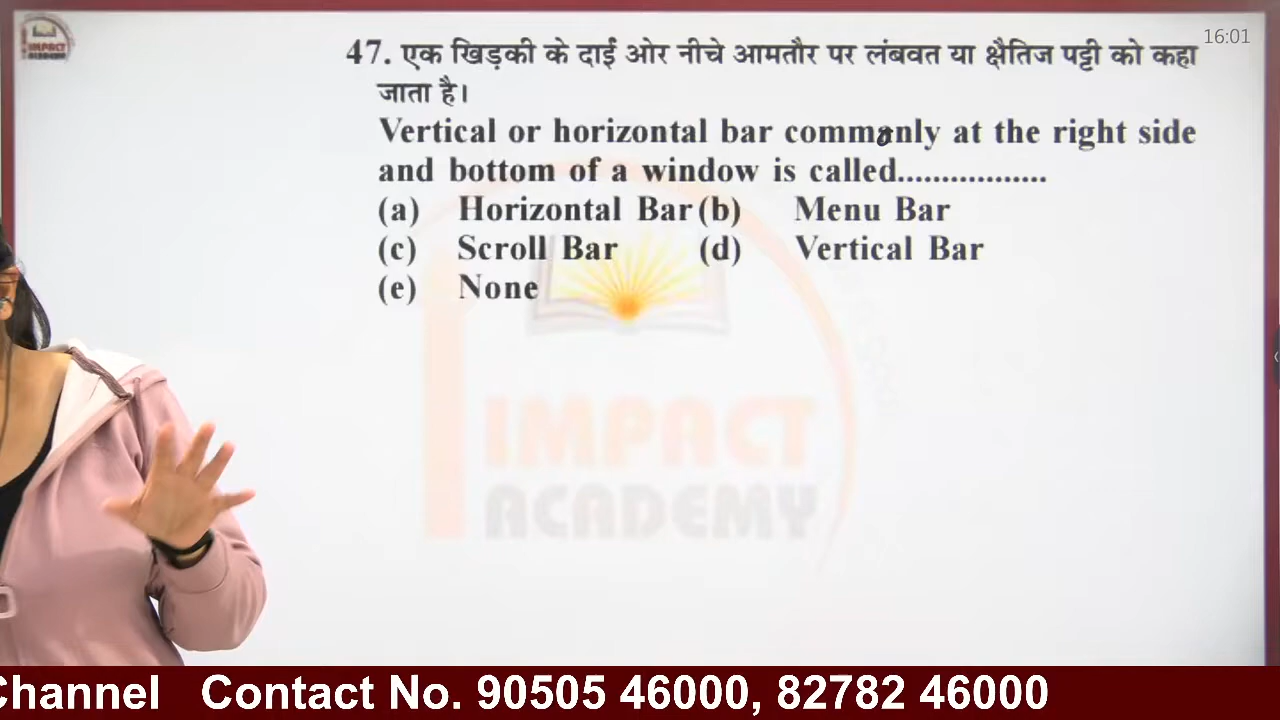 IMPACT
ACADEMY
16:01
47. एक खिड़की के दाईं ओर नीचे आमतौर पर लंबवत या क्षैतिज पट्टी को कहा
जाता है।
Vertical or horizontal bar commonly at the right side
and bottom of a window is called.................
(a) Horizontal Bar (b) Menu Bar
(c) Scroll Bar (d) Vertical Bar
(e) None
IMPACT
ACADEMY
Channel Contact No. 90505 46000, 82782 46000